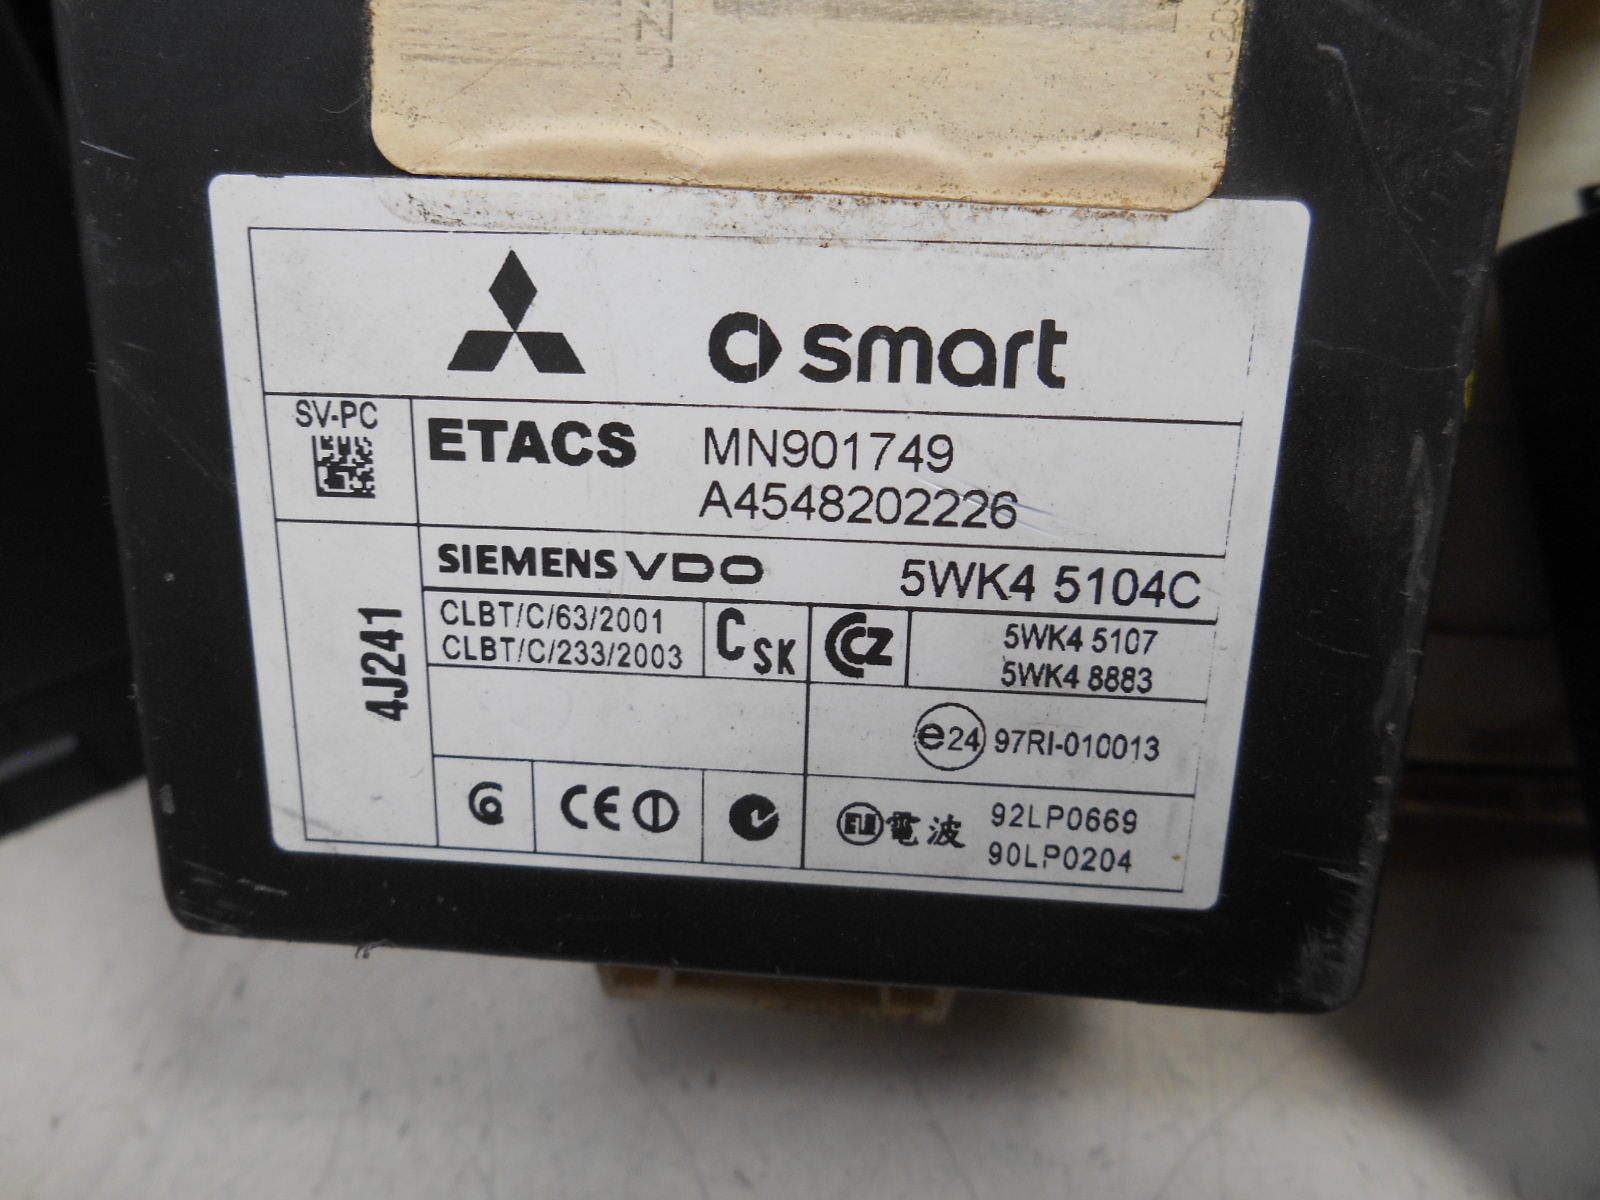 smart
SV-PC
ETACS
MN901749
A4548202226
SIEMENS VDO
5WK4 5104C
4J241
CLBT/C/63/2001
CLBT/C/233/2003
CSK
CCZ
5WK4 5107
5WK4 8883
e24 97RI-010013
CE
電波
92LP0669
90LP0204